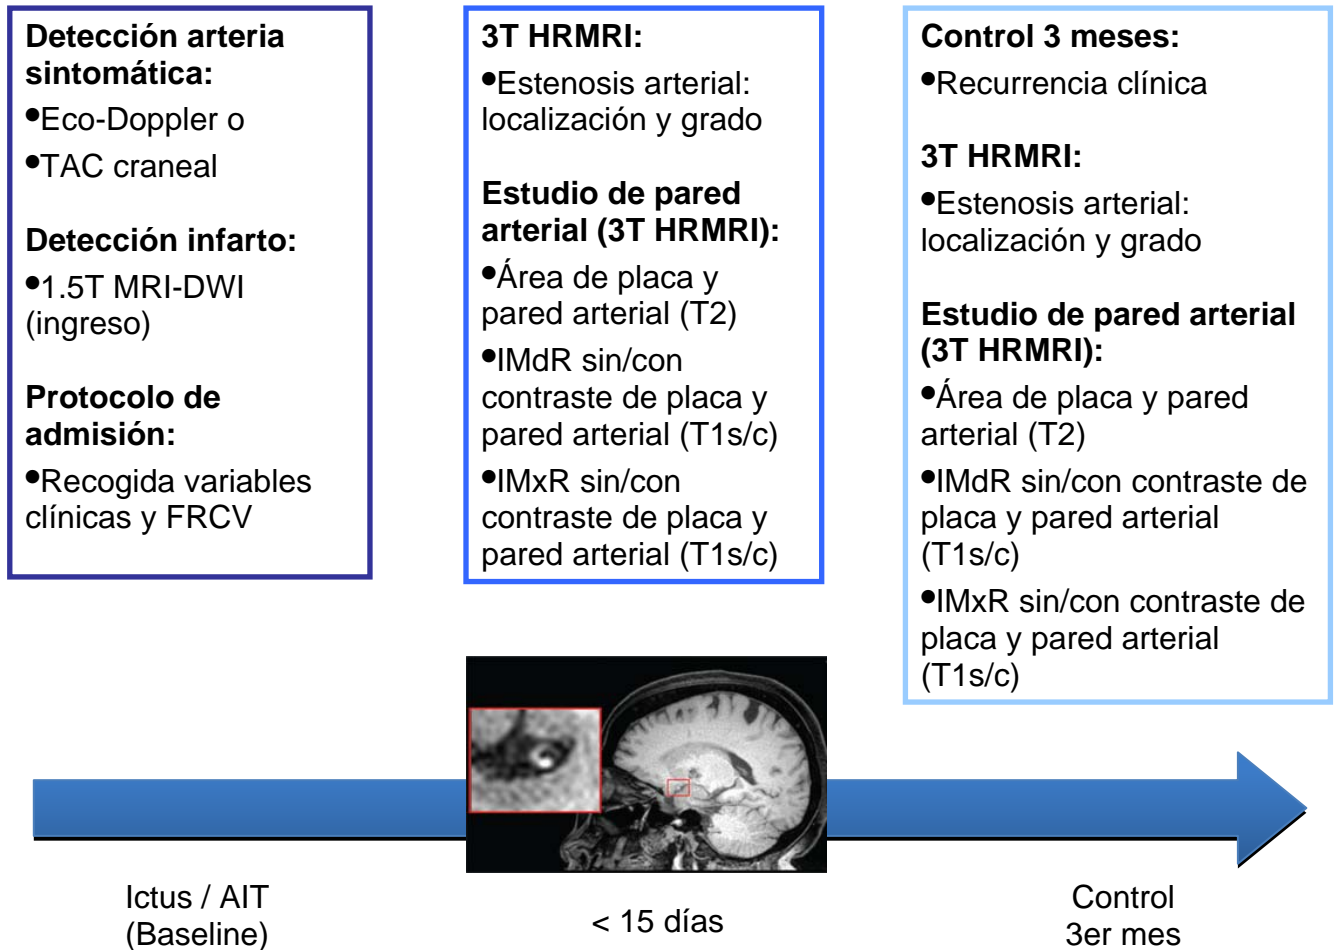 Detección arteria
sintomática:
•Eco-Doppler o
•TAC craneal
Detección infarto:
•1.5T MRI-DWI
(ingreso)
Protocolo de
admisión:
•Recogida variables
clínicas y FRCV
3T HRMRI:
•Estenosis arterial:
localización y grado
Estudio de pared
arterial (3T HRMRI):
•Área de placa y
pared arterial (T2)
•IMdR sin/con
contraste de placa y
pared arterial (T1s/c)
•IMxR sin/con
contraste de placa y
pared arterial (T1s/c)
Control 3 meses:
•Recurrencia clínica
3T HRMRI:
•Estenosis arterial:
localización y grado
Estudio de pared arterial
(3T HRMRI):
•Área de placa y pared
arterial (T2)
•IMdR sin/con contraste de
placa y pared arterial
(T1s/c)
•IMxR sin/con contraste de
placa y pared arterial
(T1s/c)
Ictus / AIT
(Baseline)
< 15 días
Control
3er mes